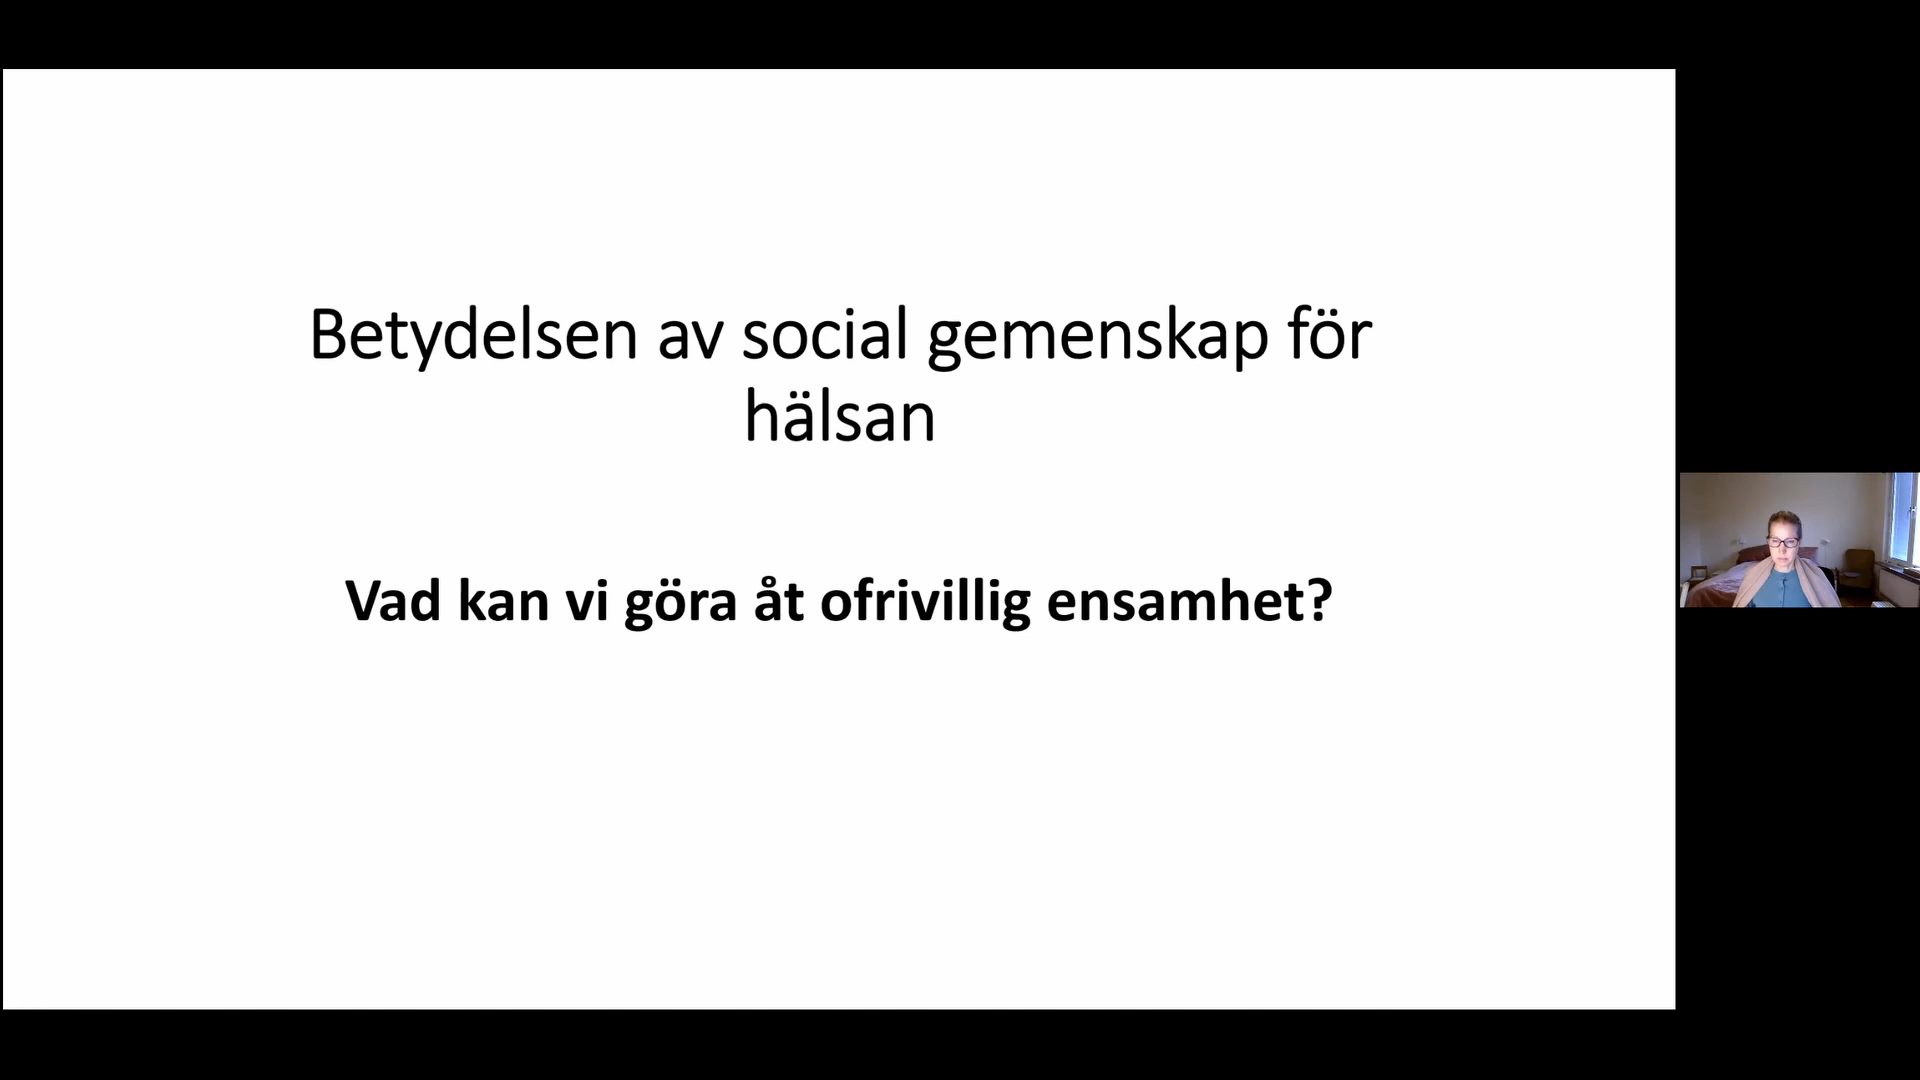 Betydelsen av social gemenskap för
hälsan
Vad kan vi göra åt ofrivillig ensamhet?